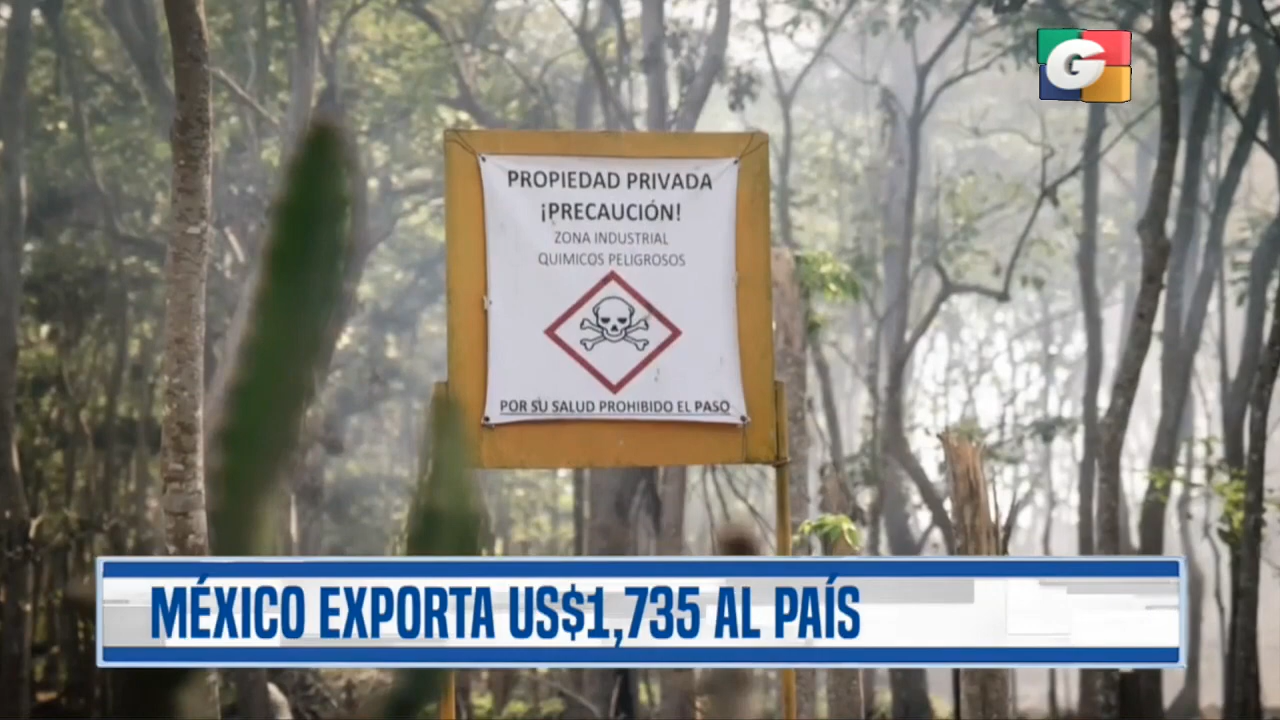 G
PROPIEDAD PRIVADA
¡PRECAUCIÓN!
ZONA INDUSTRIAL
QUIMICOS PELIGROSOS
POR SU SALUD PROHIBIDO EL PASO
MÉXICO EXPORTA US$1,735 AL PAÍS